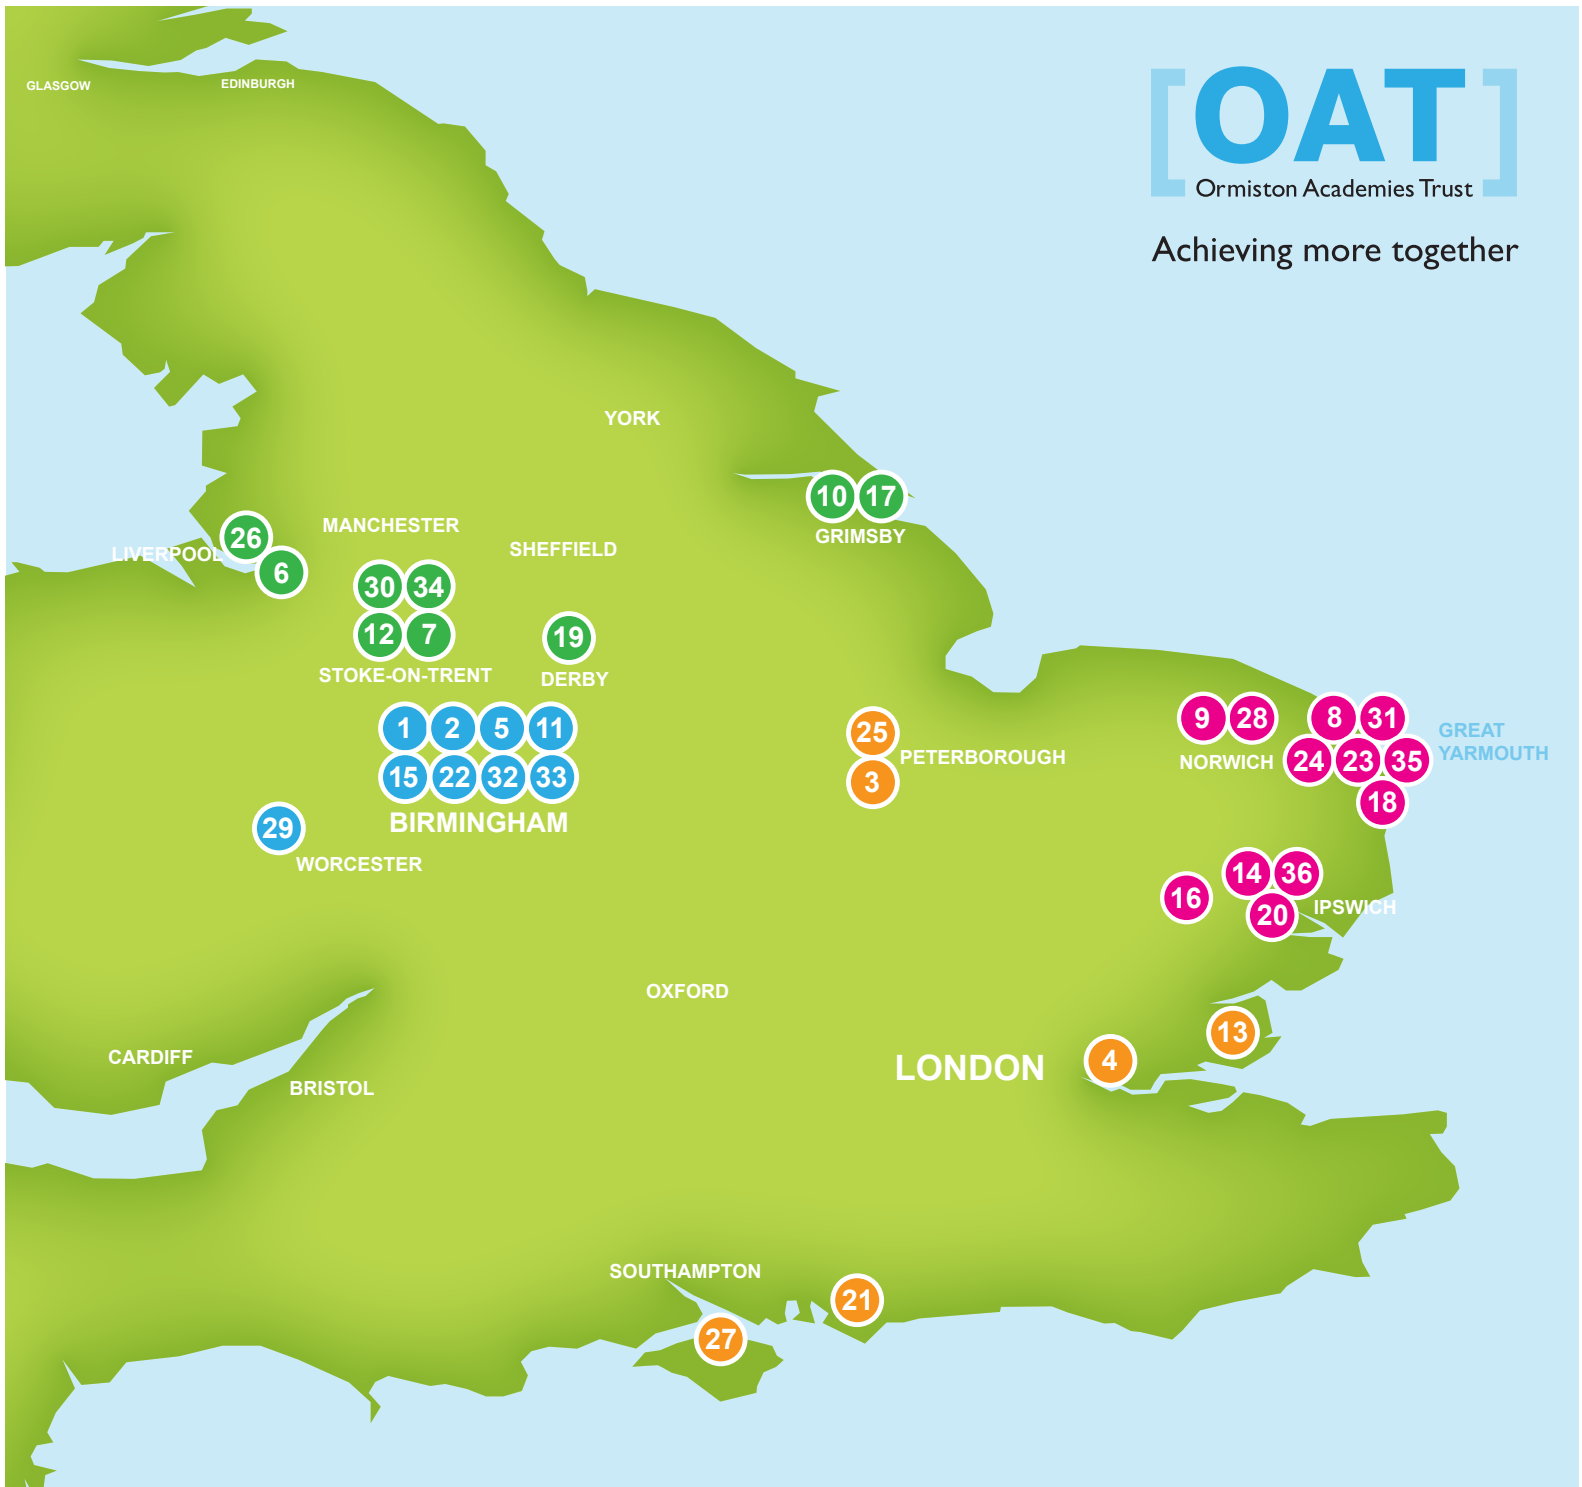 GLASGOW
EDINBURGH
[OAT]
Ormiston Academies Trust
Achieving more together
YORK
10 17
GRIMSBY
MANCHESTER
SHEFFIELD
26
LIVERPOOL
6
30 34
12 7
STOKE-ON-TRENT
19
DERBY
1 2 5 11
15 22 32 33
BIRMINGHAM
29
WORCESTER
25
PETERBOROUGH
3
9 28
NORWICH
8 31
24 23 35
18
GREAT
YARMOUTH
14 36
16
20
IPSWICH
OXFORD
CARDIFF
BRISTOL
LONDON
4
13
SOUTHAMPTON
21
27